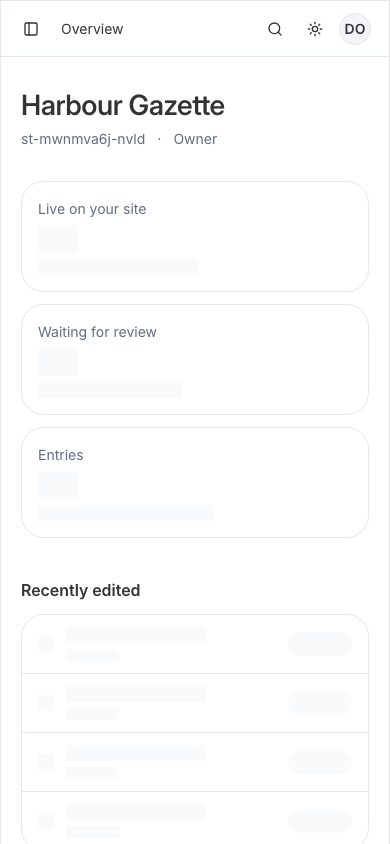 Overview
DO
Harbour Gazette
st-mwnmva6j-nvld · Owner
Live on your site
Waiting for review
Entries
Recently edited